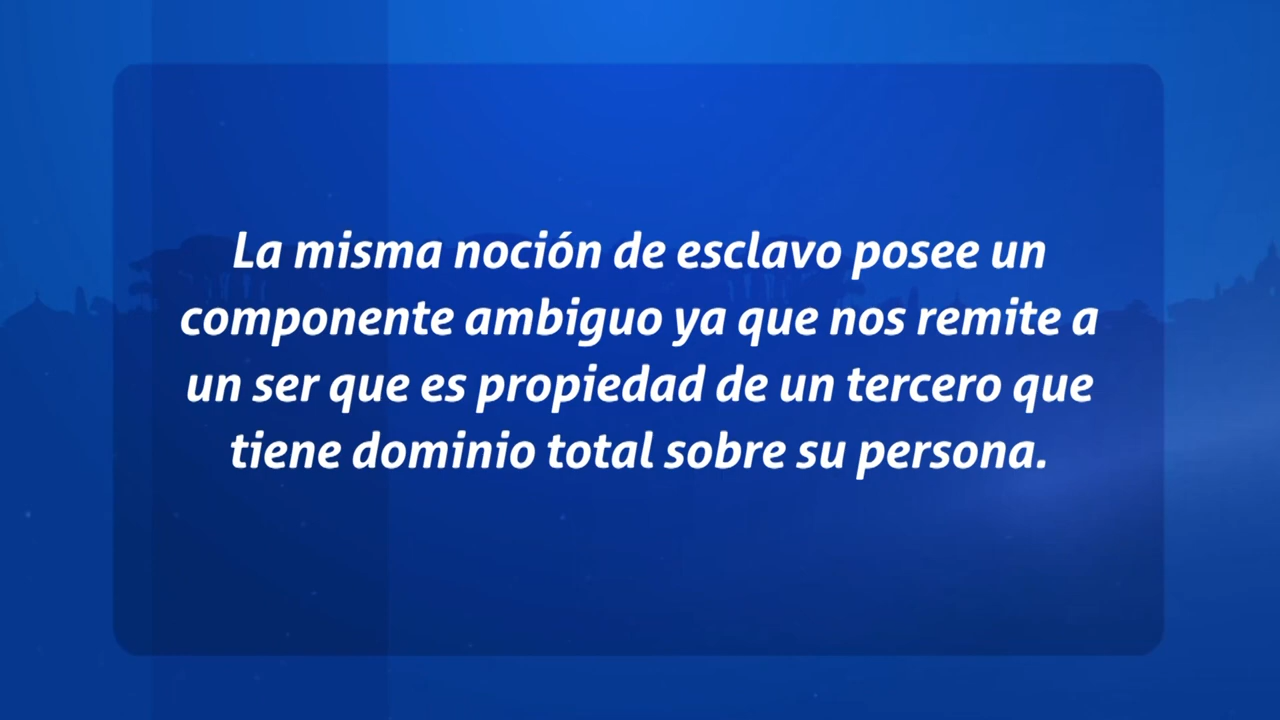 La misma noción de esclavo posee un
componente ambiguo ya que nos remite a
un ser que es propiedad de un tercero que
tiene dominio total sobre su persona.